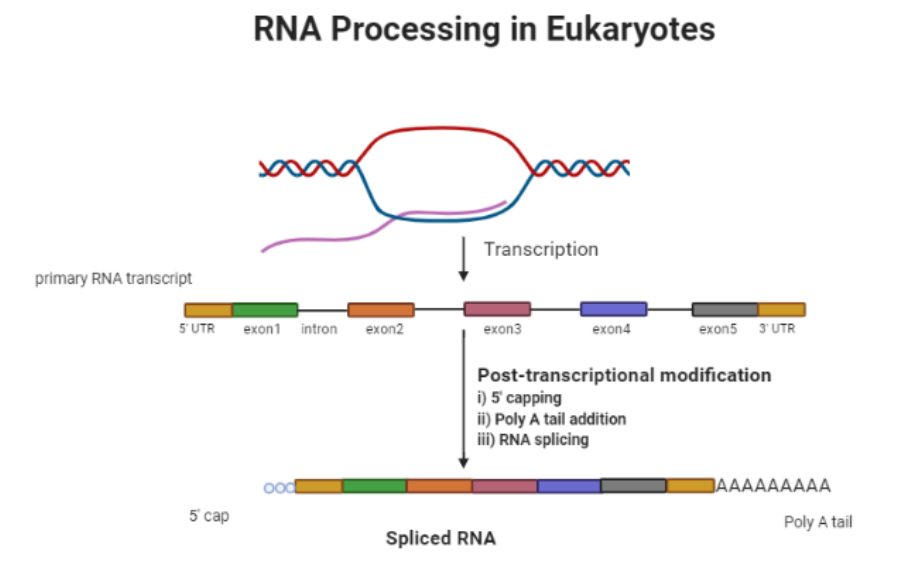 RNA Processing in Eukaryotes
Transcription
primary RNA transcript
5' UTR exon1 intron exon2 exon3 exon4 exon5 3' UTR
Post-transcriptional modification
i) 5' capping
ii) Poly A tail addition
iii) RNA splicing
AAAAAAAAA
5' cap
Poly A tail
Spliced RNA